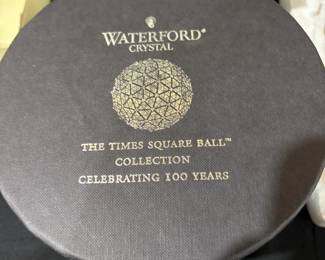 WATERFORD®
CRYSTAL
THE TIMES SQUARE BALL™
COLLECTION
CELEBRATING 100 YEARS